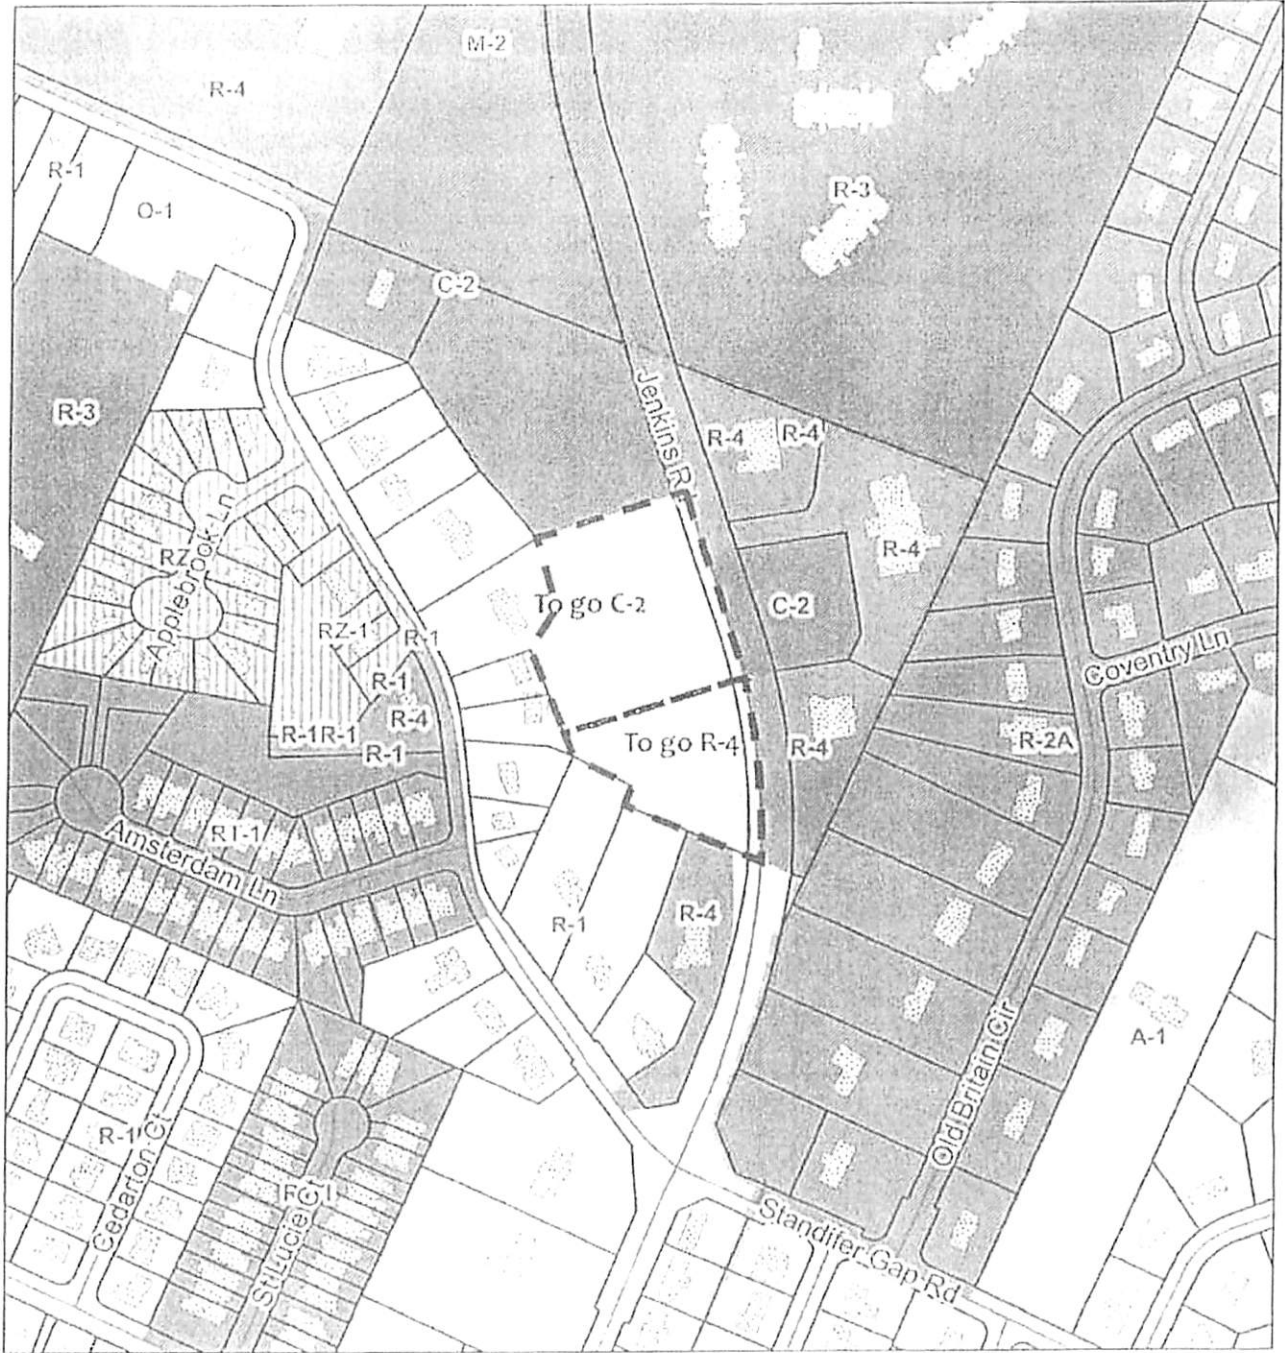 M-2
R-4
R-1
O-1
R-3
C-2
Jenkins R
R-3
R-4
R-4
RZ
Applebrook Ln
To go C-2
C-2
R-4
RZ-1
R-1
R-1
R-4
R-1R-1
R-1
To go R-4
R-4
Coventry Ln
R-2A
RT-1
Amsterdam Ln
R-1
R-4
R-1
Cedarton
St Lucie
Old Britain Cir
A-1
Standifer Gap Rd